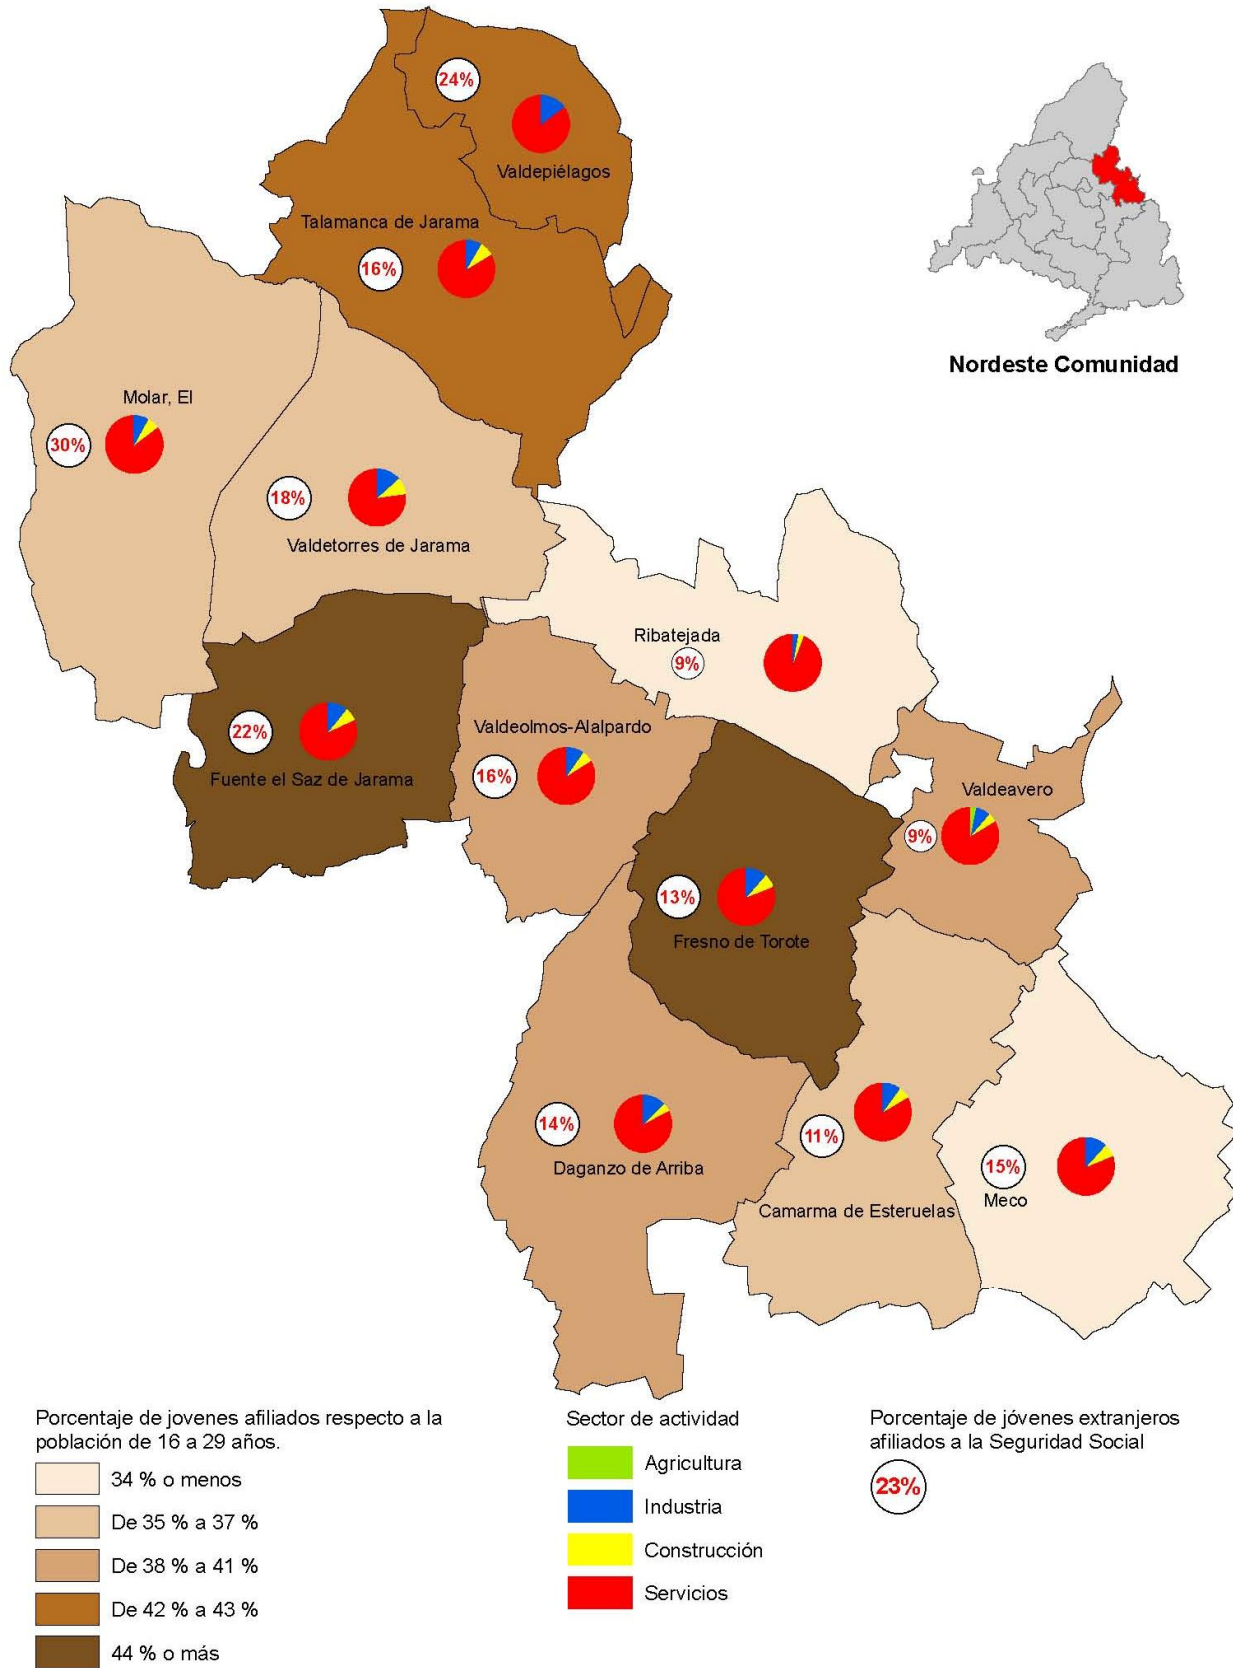 24%
Valdepiélagos
Talamanca de Jarama
16%
Nordeste Comunidad
Molar, El
30%
18%
Valdetorres de Jarama
Ribatejada
9%
Valdeolmos-Alalpardo
22%
16%
Fuente el Saz de Jarama
Valdeavero
9%
13%
Fresno de Torote
14%
Daganzo de Arriba
11%
Camarma de Esteruelas
15%
Meco
Porcentaje de jovenes afiliados respecto a la
población de 16 a 29 años.
34 % o menos
De 35 % a 37 %
De 38 % a 41 %
De 42 % a 43 %
44 % o más
Sector de actividad
Agricultura
Industria
Construcción
Servicios
Porcentaje de jóvenes extranjeros
afiliados a la Seguridad Social
23%